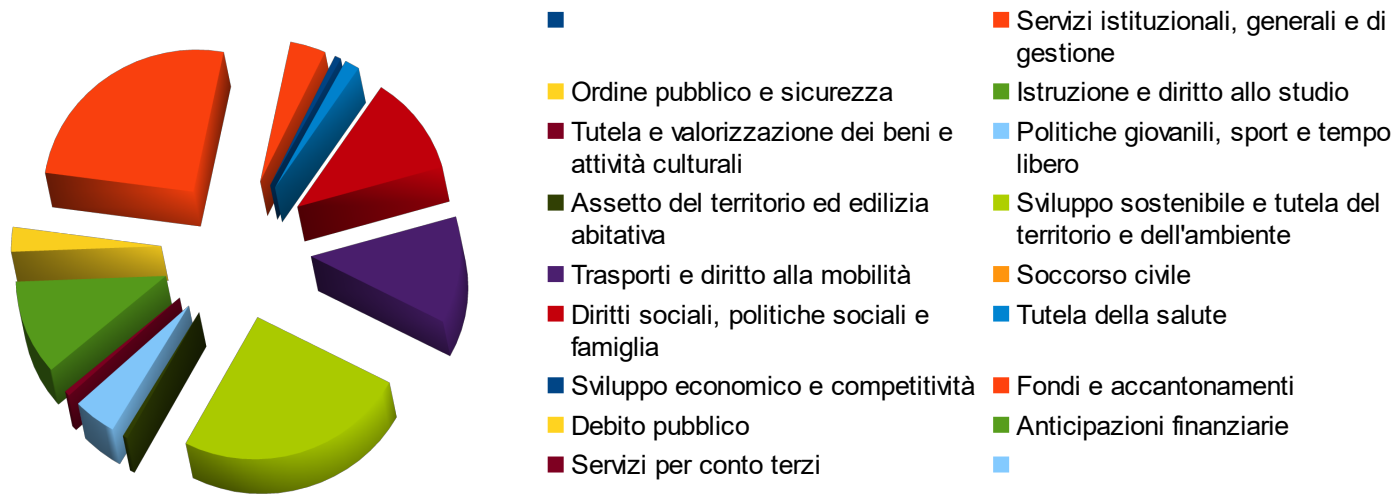 Servizi istituzionali, generali e di
gestione
Ordine pubblico e sicurezza
Istruzione e diritto allo studio
Tutela e valorizzazione dei beni e
attività culturali
Politiche giovanili, sport e tempo
libero
Assetto del territorio ed edilizia
abitativa
Sviluppo sostenibile e tutela del
territorio e dell'ambiente
Trasporti e diritto alla mobilità
Soccorso civile
Diritti sociali, politiche sociali e
famiglia
Tutela della salute
Sviluppo economico e competitività
Fondi e accantonamenti
Debito pubblico
Anticipazioni finanziarie
Servizi per conto terzi